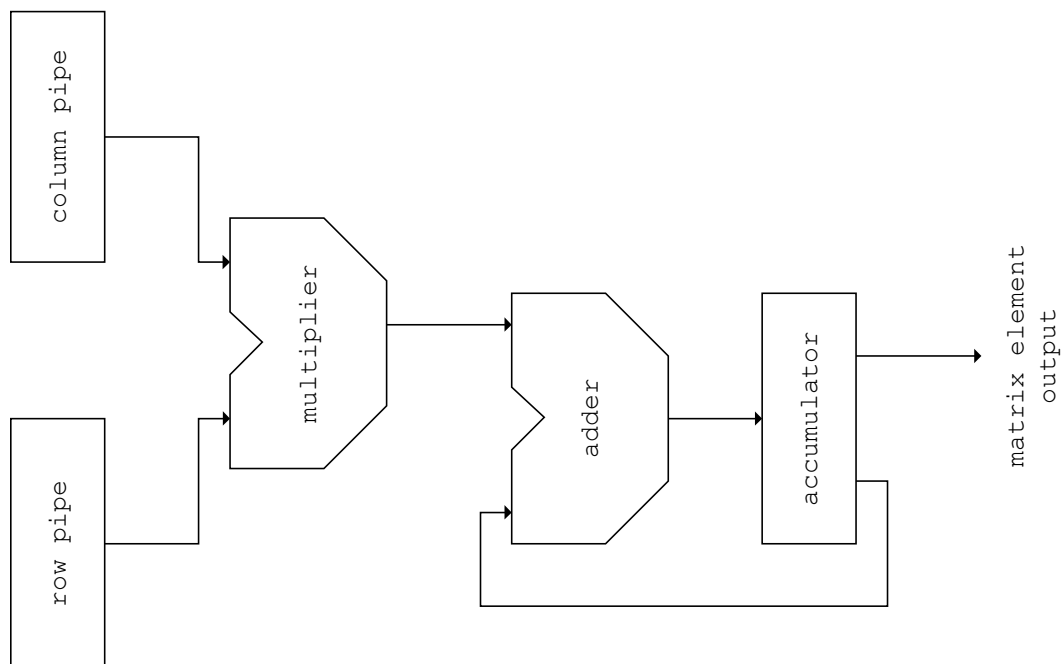 row pipe
column pipe
multiplier
adder
accumulator
matrix element
output